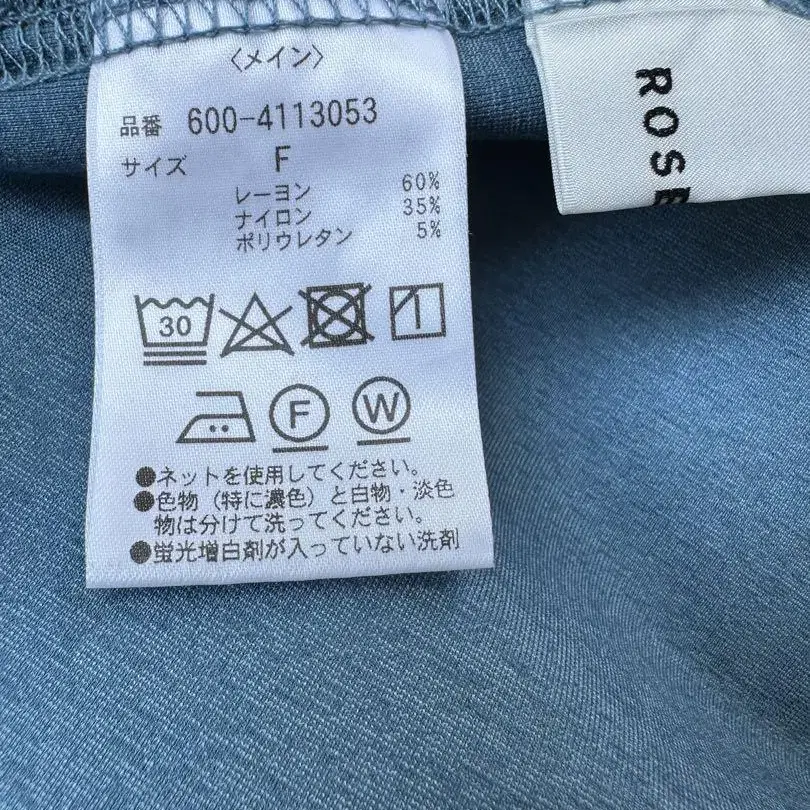 〈メイン〉
品番 600-4113053
サイズ F
レーヨン 60%
ナイロン 35%
ポリウレタン 5%
30
F W
●ネットを使用してください。
●色物（特に濃色）と白物・淡色
物は分けて洗ってください。
●蛍光増白剤が入っていない洗剤
ROSE